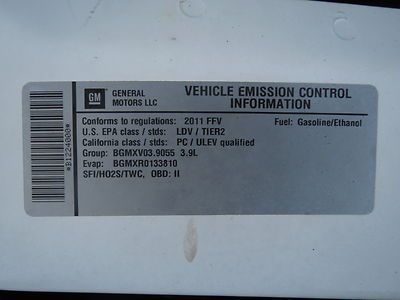 GM
GENERAL
MOTORS LLC
VEHICLE EMISSION CONTROL
INFORMATION
Conforms to regulations: 2011 FFV
Fuel: Gasoline/Ethanol
U.S. EPA class / stds: LDV / TIER2
California class / stds: PC / ULEV qualified
Group: BGMXV03.9055 3.9L
Evap: BGMXR0133810
SFI/HO2S/TWC, OBD: II
*B1224000*